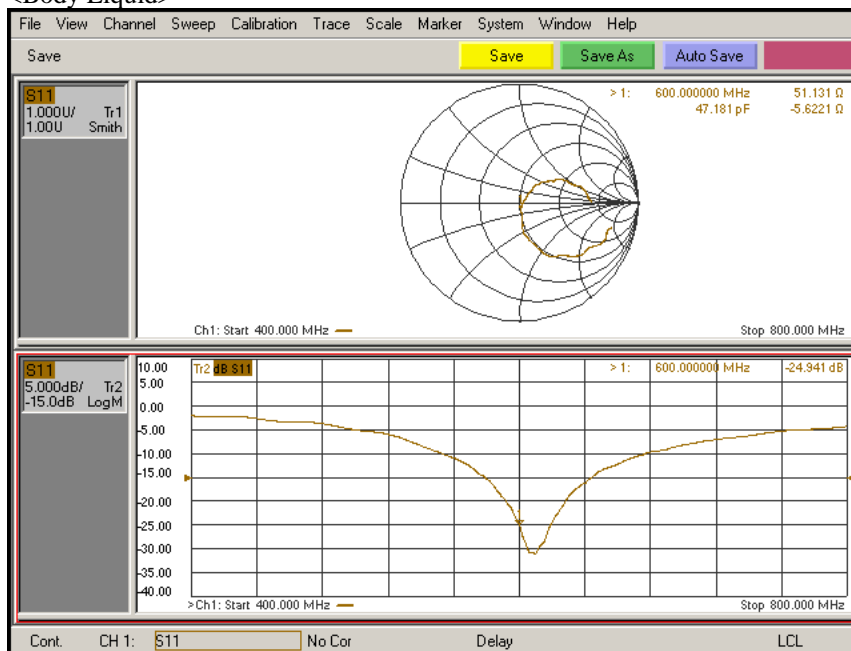 <Body Liquid>
File View Channel Sweep Calibration Trace Scale Marker System Window Help
Save Save Save As Auto Save
S11
1.000U/ Tr1
1.00U Smith
> 1: 600.000000 MHz 51.131 Ω
47.181 pF -5.6221 Ω
Ch1: Start 400.000 MHz Stop 800.000 MHz
S11
5.000dB/ Tr2
-15.0dB LogM
Tr2 dB S11 > 1: 600.000000 MHz -24.941 dB
10.00
5.00
0.00
-5.00
-10.00
-15.00
-20.00
-25.00
-30.00
-35.00
-40.00
>Ch1: Start 400.000 MHz Stop 800.000 MHz
Cont. CH 1: S11 No Cor Delay LCL